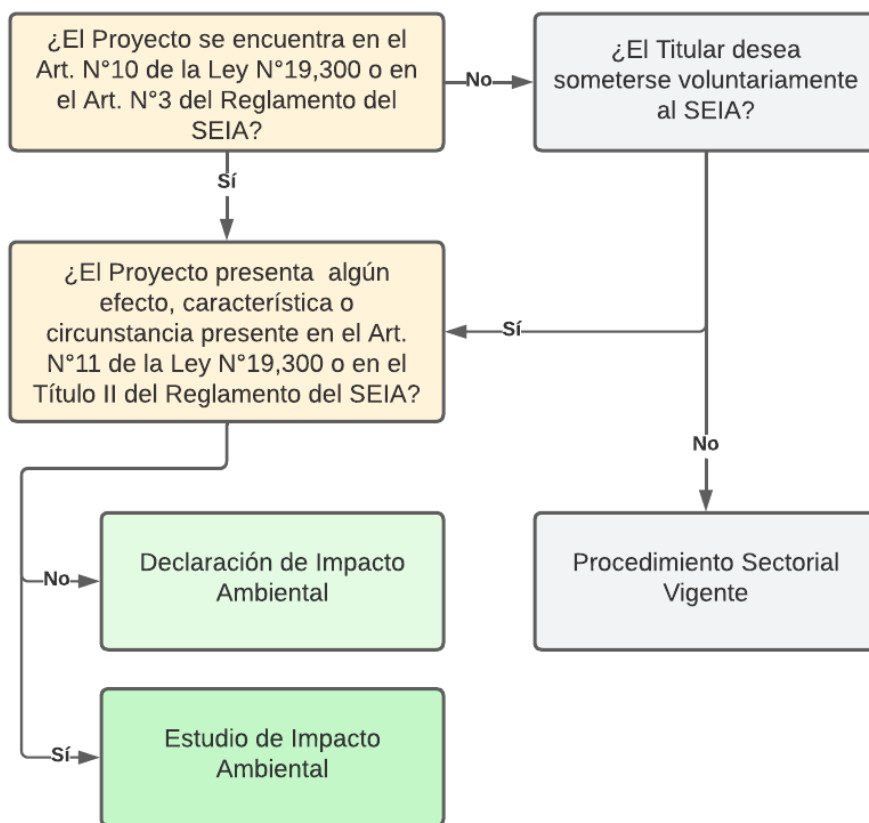 ¿El Proyecto se encuentra en el
Art. N°10 de la Ley N°19,300 o en
el Art. N°3 del Reglamento del
SEIA?
No
¿El Titular desea
someterse voluntariamente
al SEIA?
Sí
¿El Proyecto presenta algún
efecto, característica o
circunstancia presente en el Art.
N°11 de la Ley N°19,300 o en el
Título II del Reglamento del SEIA?
Sí
No
No
Declaración de Impacto
Ambiental
Procedimiento Sectorial
Vigente
Sí
Estudio de Impacto
Ambiental